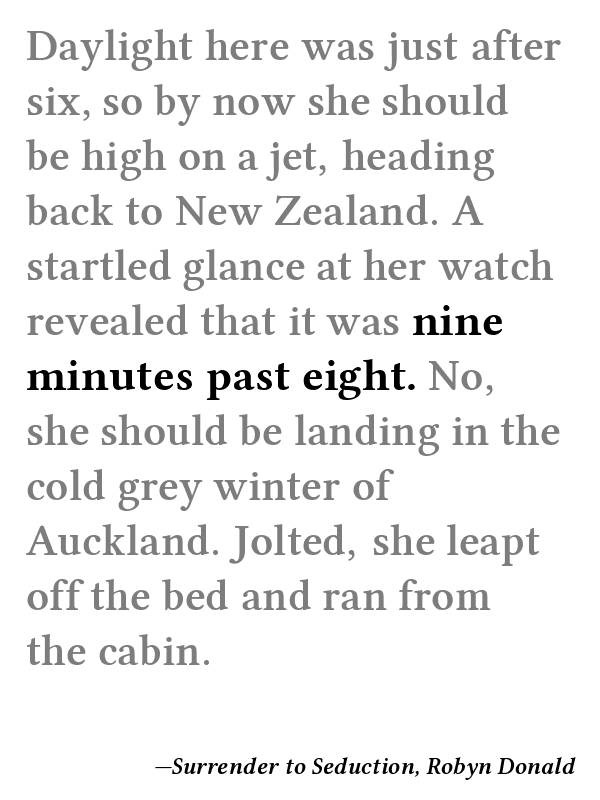 Daylight here was just after
six, so by now she should
be high on a jet, heading
back to New Zealand. A
startled glance at her watch
revealed that it was nine
minutes past eight. No,
she should be landing in the
cold grey winter of
Auckland. Jolted, she leapt
off the bed and ran from
the cabin.
—Surrender to Seduction, Robyn Donald